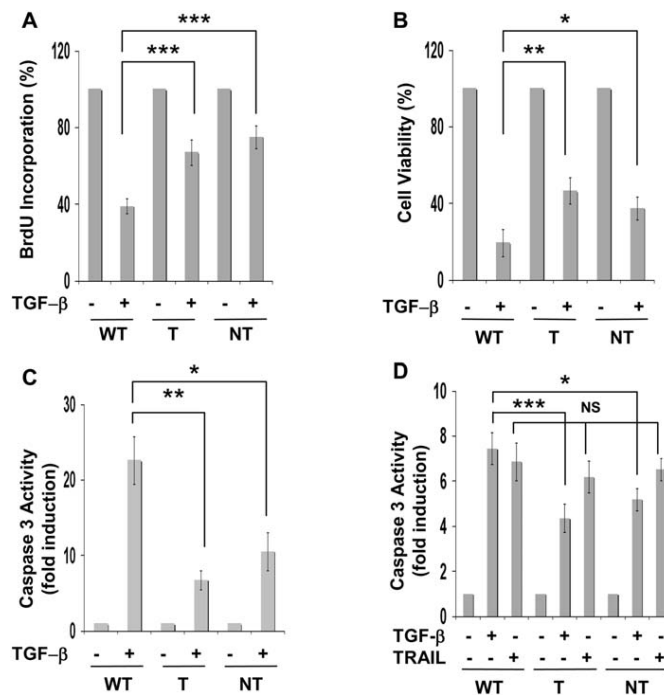 A
***
***
120
80
40
0
BrdU Incorporation (%)
TGF–β - + - + - +
WT T NT
B
*
**
120
80
40
0
Cell Viability (%)
TGF–β - + - + - +
WT T NT
C
*
**
30
20
10
0
Caspase 3 Activity
(fold induction)
TGF–β - + - + - +
WT T NT
D
*
*** NS
10
8
6
4
2
0
Caspase 3 Activity
(fold induction)
TGF-β - + - - + - - + -
TRAIL - - + - - + - - +
WT T NT